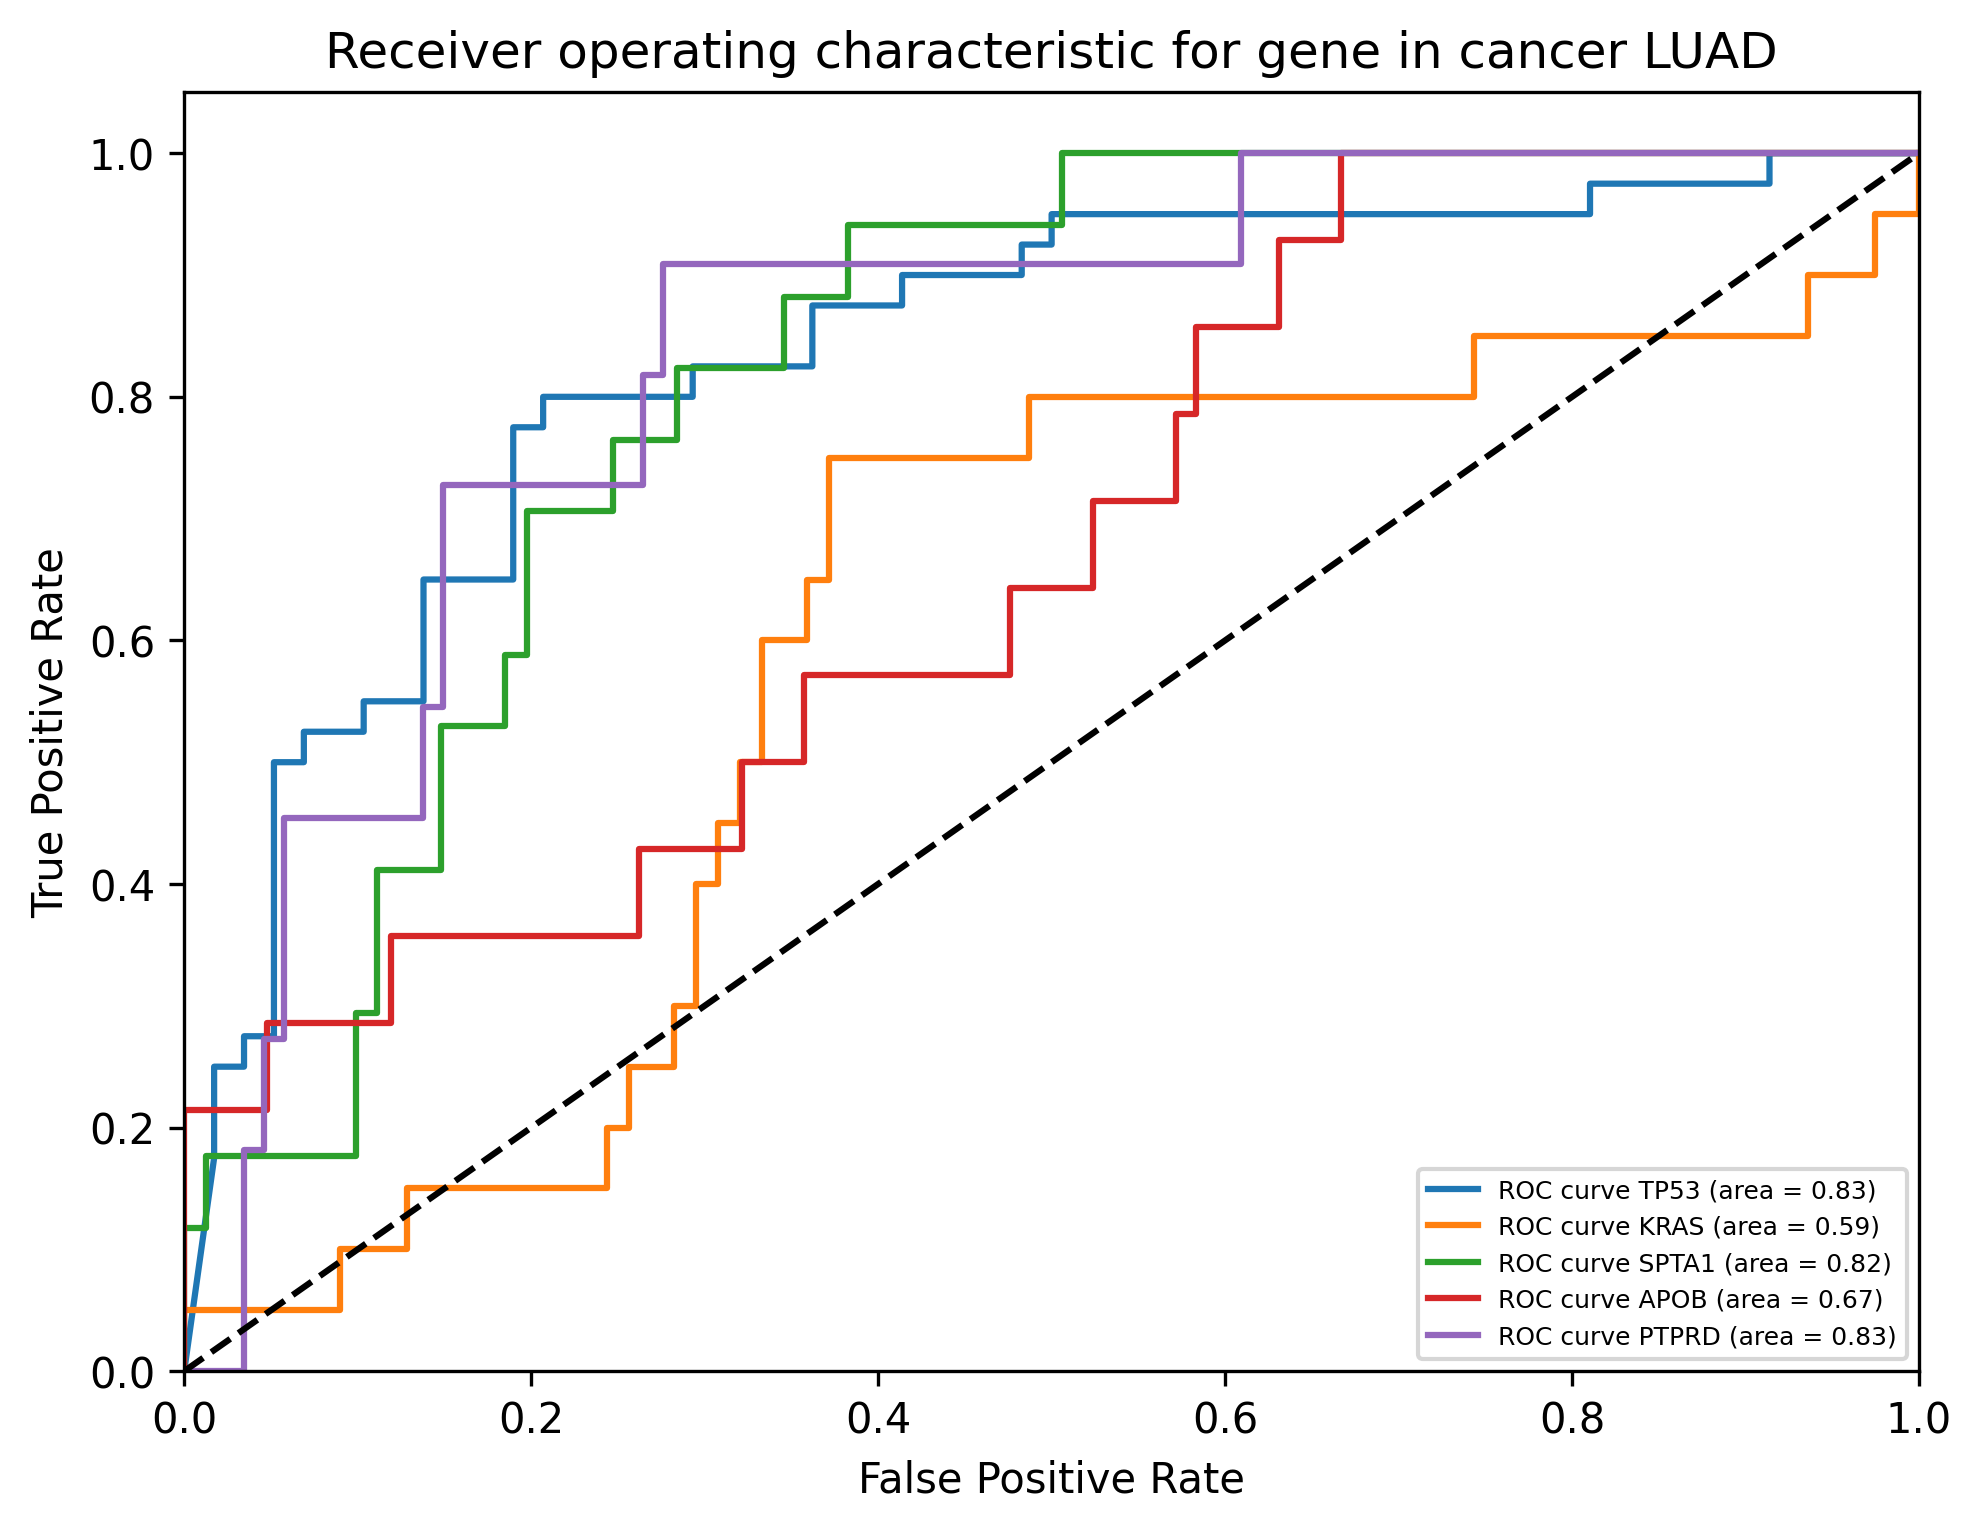 Receiver operating characteristic for gene in cancer LUAD
1.0
0.8
0.6
0.4
0.2
0.0
True Positive Rate
ROC curve TP53 (area = 0.83)
ROC curve KRAS (area = 0.59)
ROC curve SPTA1 (area = 0.82)
ROC curve APOB (area = 0.67)
ROC curve PTPRD (area = 0.83)
0.0 0.2 0.4 0.6 0.8 1.0
False Positive Rate